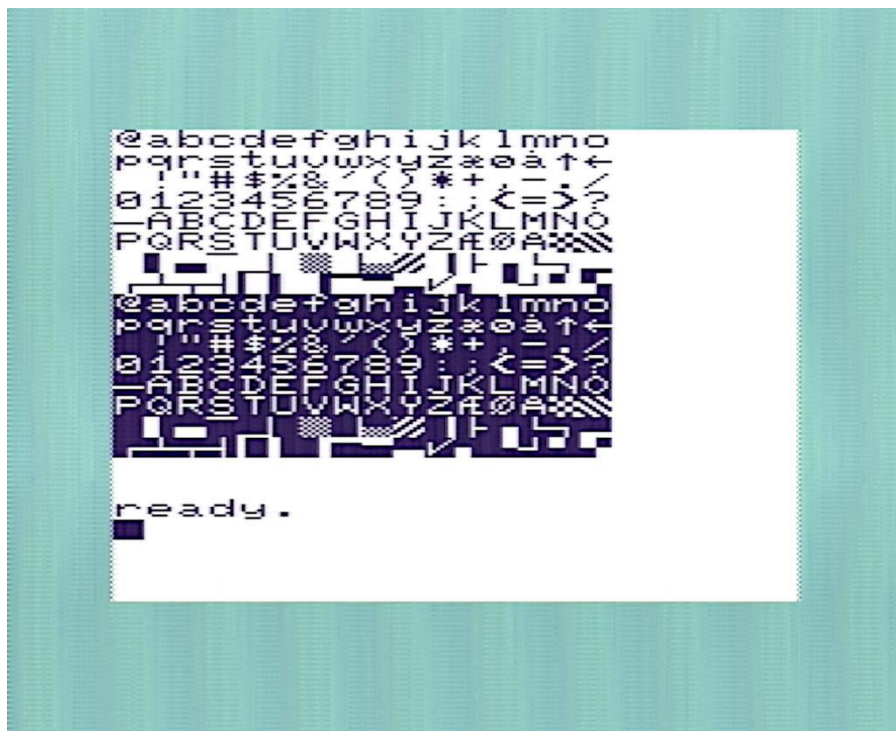 @abcdefghijklmno
pqrstuvwxyzæøå↑←
!"#$%&´()*+,-./
0123456789:;<=>?
—ABCDEFGHIJKLMNO
PQRSTUVWXYZÆØÅ
@abcdefghijklmno
pqrstuvwxyzæøå↑←
!"#$%&´()*+,-./
0123456789:;<=>?
—ABCDEFGHIJKLMNO
PQRSTUVWXYZÆØÅ
ready.